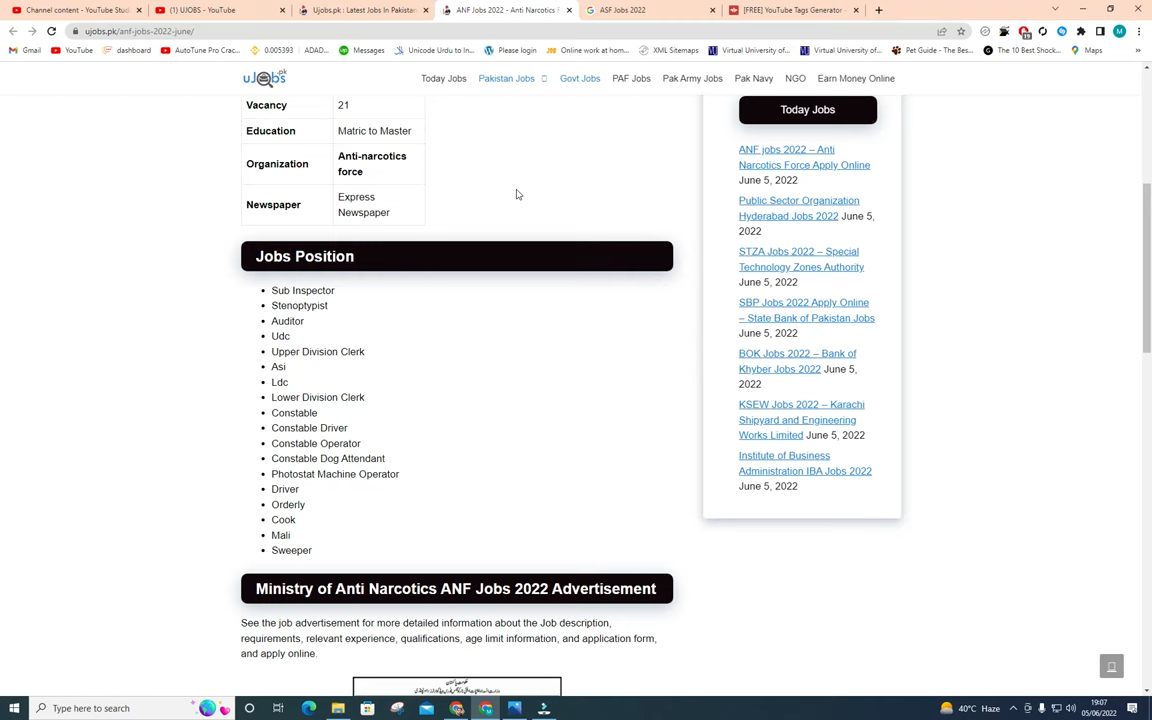 Channel content - YouTube Stud
(1) UJOBS - YouTube
Ujobs.pk : Latest Jobs In Pakistan
ANF Jobs 2022 - Anti Narcotics F
ASF Jobs 2022
[FREE] YouTube Tags Generator -
ujobs.pk/anf-jobs-2022-june/
Gmail
YouTube
AutoTune Pro Crac...
0.005393 | ADAD...
Messages
Unicode Urdu to In...
Please login
Online work at hom...
XML Sitemaps
Virtual University of...
Virtual University of...
Pet Guide - The Bes...
The 10 Best Shock...
Maps
uJobs.pk
Today Jobs
Pakistan Jobs
Govt Jobs
PAF Jobs
Pak Army Jobs
Pak Navy
NGO
Earn Money Online
Vacancy 21
Education Matric to Master
Organization Anti-narcotics
force
Newspaper Express
Newspaper
Jobs Position
• Sub Inspector
• Stenoptypist
• Auditor
• Udc
• Upper Division Clerk
• Asi
• Ldc
• Lower Division Clerk
• Constable
• Constable Driver
• Constable Operator
• Constable Dog Attendant
• Photostat Machine Operator
• Driver
• Orderly
• Cook
• Mali
• Sweeper
Ministry of Anti Narcotics ANF Jobs 2022 Advertisement
See the job advertisement for more detailed information about the Job description,
requirements, relevant experience, qualifications, age limit information, and application form,
and apply online.
Today Jobs
ANF jobs 2022 – Anti
Narcotics Force Apply Online
June 5, 2022
Public Sector Organization
Hyderabad Jobs 2022 June 5,
2022
STZA Jobs 2022 – Special
Technology Zones Authority
June 5, 2022
SBP Jobs 2022 Apply Online
– State Bank of Pakistan Jobs
June 5, 2022
BOK Jobs 2022 – Bank of
Khyber Jobs 2022 June 5,
2022
KSEW Jobs 2022 – Karachi
Shipyard and Engineering
Works Limited June 5, 2022
Institute of Business
Administration IBA Jobs 2022
June 5, 2022
حکومت پاکستان
Type here to search
40°C Haze
19:07
05/06/2022